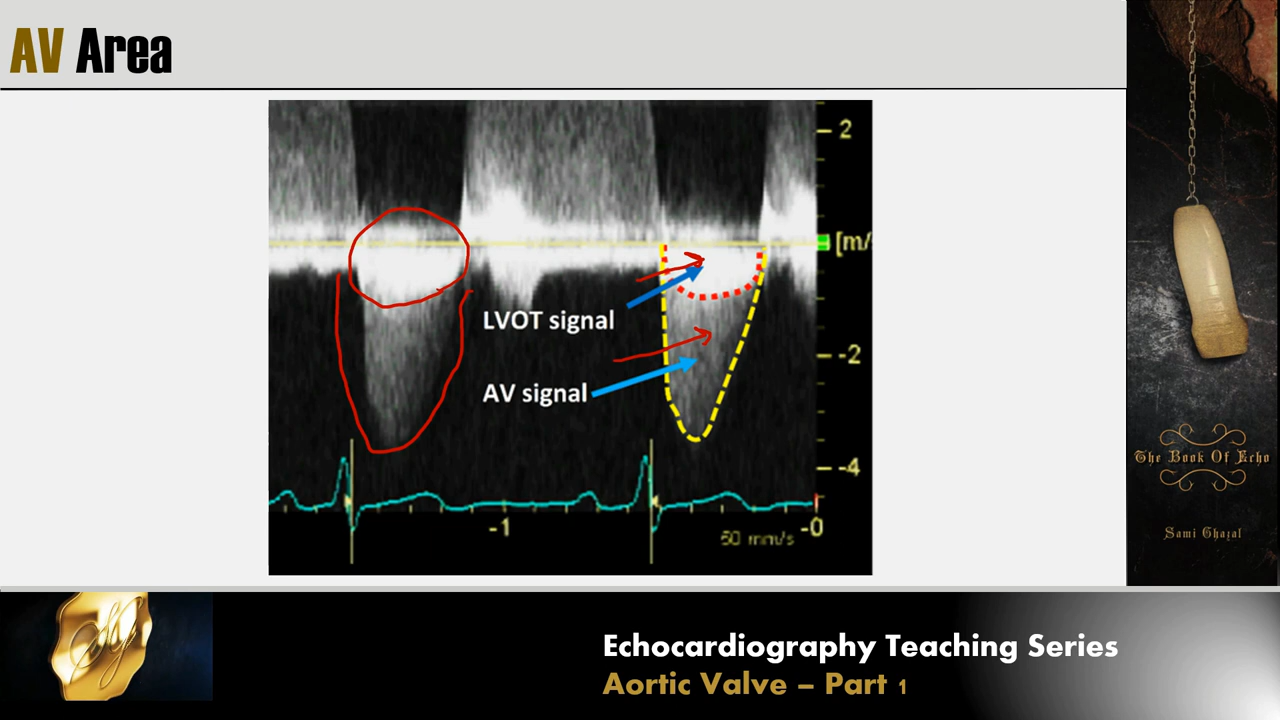 AV Area
2
[m/
LVOT signal
-2
AV signal
-4
-1
-0
60 mm/s
The Book Of Echo
Sami Ghazal
Echocardiography Teaching Series
Aortic Valve – Part 1